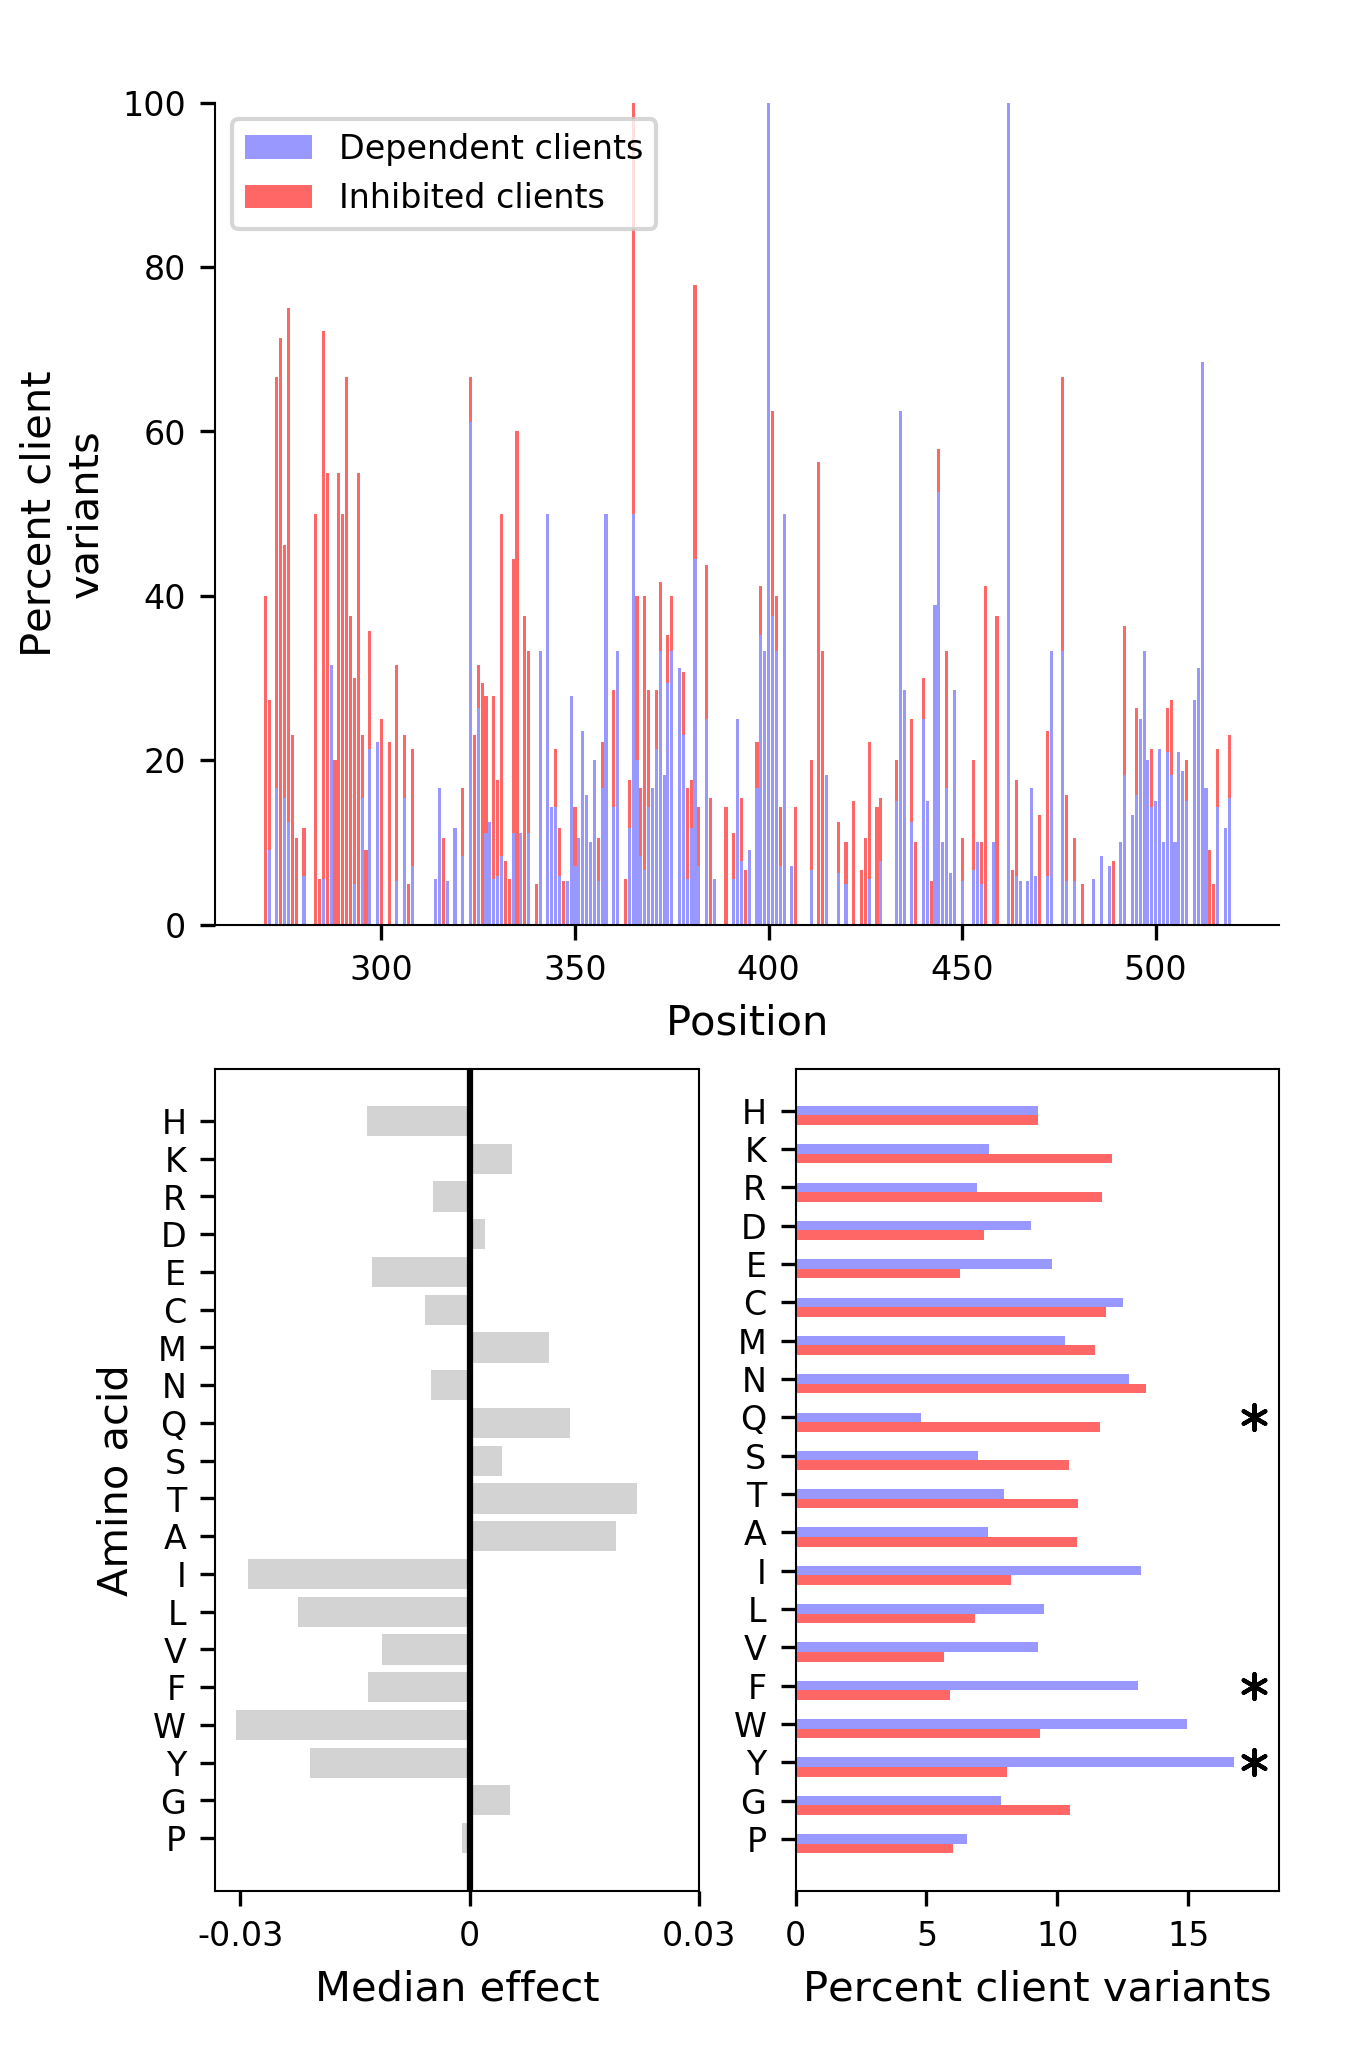 100
80
60
40
20
0
Percent client
variants
Dependent clients
Inhibited clients
300
350
400
450
500
Position
H
K
R
D
E
C
M
N
Q
S
T
A
I
L
V
F
W
Y
G
P
Amino acid
-0.03
0
0.03
Median effect
H
K
R
D
E
C
M
N
Q
S
T
A
I
L
V
F
W
Y
G
P
*
*
*
0
5
10
15
Percent client variants